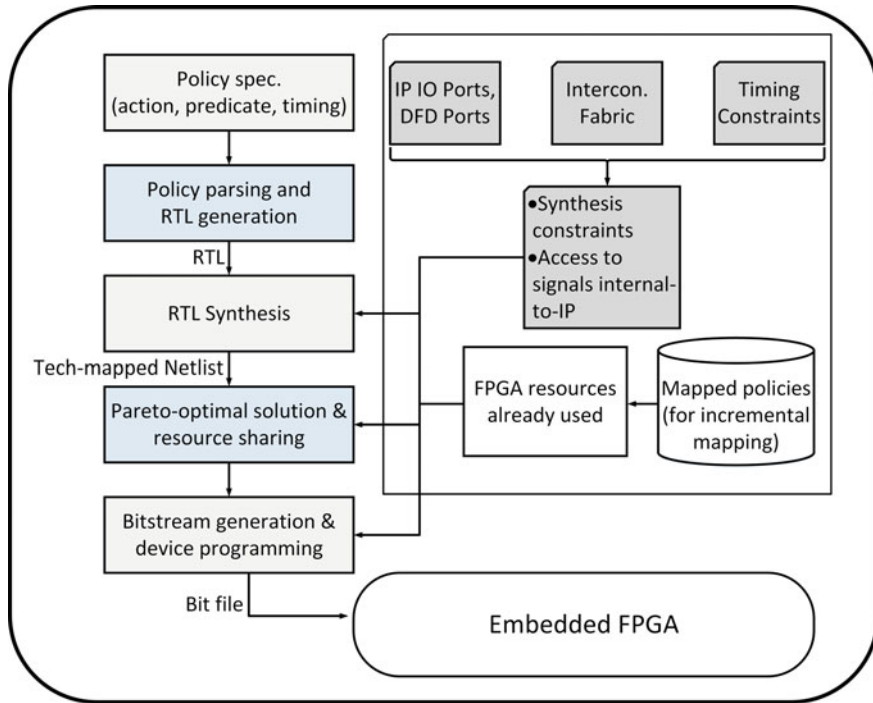 Policy spec.
(action, predicate, timing)
Policy parsing and
RTL generation
RTL
RTL Synthesis
Tech-mapped Netlist
Pareto-optimal solution &
resource sharing
Bitstream generation &
device programming
Bit file
IP IO Ports,
DFD Ports
Intercon.
Fabric
Timing
Constraints
●Synthesis
constraints
●Access to
signals internal-
to-IP
FPGA resources
already used
Mapped policies
(for incremental
mapping)
Embedded FPGA